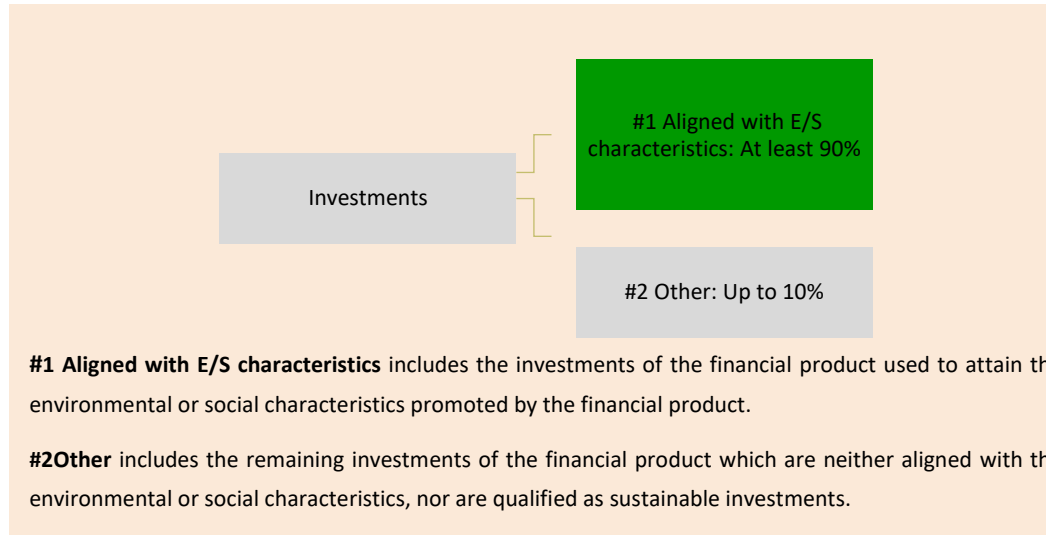 #1 Aligned with E/S
characteristics: At least 90%
Investments
#2 Other: Up to 10%
#1 Aligned with E/S characteristics includes the investments of the financial product used to attain th
environmental or social characteristics promoted by the financial product.
#2Other includes the remaining investments of the financial product which are neither aligned with th
environmental or social characteristics, nor are qualified as sustainable investments.